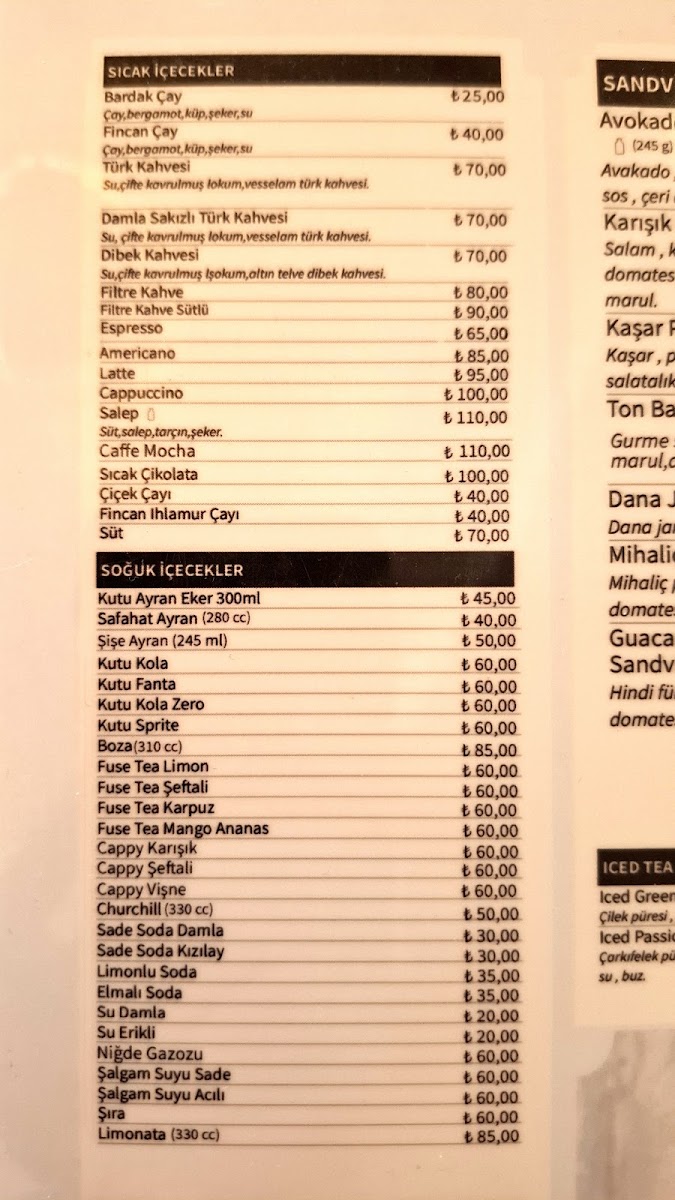 SICAK İÇECEKLER
Bardak Çay ₺25,00
Çay,bergamot,küp,şeker,su
Fincan Çay ₺ 40,00
Çay,bergamot,küp,şeker,su
Türk Kahvesi ₺ 70,00
Su,çifte kavrulmuş lokum,vesselam türk kahvesi.
Damla Sakızlı Türk Kahvesi ₺ 70,00
Su, çifte kavrulmuş lokum,vesselam türk kahvesi.
Dibek Kahvesi ₺ 70,00
Su,çifte kavrulmuş lşokum,altın telve dibek kahvesi.
Filtre Kahve ₺ 80,00
Filtre Kahve Sütlü ₺ 90,00
Espresso ₺ 65,00
Americano ₺ 85,00
Latte ₺ 95,00
Cappuccino ₺ 100,00
Salep ₺ 110,00
Süt,salep,tarçın,şeker.
Caffe Mocha ₺ 110,00
Sıcak Çikolata ₺ 100,00
Çiçek Çayı ₺ 40,00
Fincan Ihlamur Çayı ₺ 40,00
Süt ₺ 70,00
SOĞUK İÇECEKLER
Kutu Ayran Eker 300ml ₺ 45,00
Safahat Ayran (280 cc) ₺ 40,00
Şişe Ayran (245 ml) ₺ 50,00
Kutu Kola ₺ 60,00
Kutu Fanta ₺ 60,00
Kutu Kola Zero ₺ 60,00
Kutu Sprite ₺ 60,00
Boza(310 cc) ₺ 85,00
Fuse Tea Limon ₺ 60,00
Fuse Tea Şeftali ₺ 60,00
Fuse Tea Karpuz ₺ 60,00
Fuse Tea Mango Ananas ₺ 60,00
Cappy Karışık ₺ 60,00
Cappy Şeftali ₺ 60,00
Cappy Vişne ₺ 60,00
Churchill (330 cc) ₺ 50,00
Sade Soda Damla ₺ 30,00
Sade Soda Kızılay ₺ 30,00
Limonlu Soda ₺ 35,00
Elmalı Soda ₺ 35,00
Su Damla ₺ 20,00
Su Erikli ₺ 20,00
Niğde Gazozu ₺ 60,00
Şalgam Suyu Sade ₺ 60,00
Şalgam Suyu Acılı ₺ 60,00
Şıra ₺ 60,00
Limonata (330 cc) ₺ 85,00
SANDV
Avokad
(245 g)
Avakado,
sos , çeri
Karışık
Salam , k
domates
marul.
Kaşar P
Kaşar , p
salatalık
Ton Ba
Gurme
marul,
Dana J
Dana ja
Mihali
Mihaliç
domate
Guaca
Sandv
Hindi fü
domate
ICED TEA
Iced Green
Çilek püresi ,
Iced Passi
Çarkıfelek pü
su , buz.